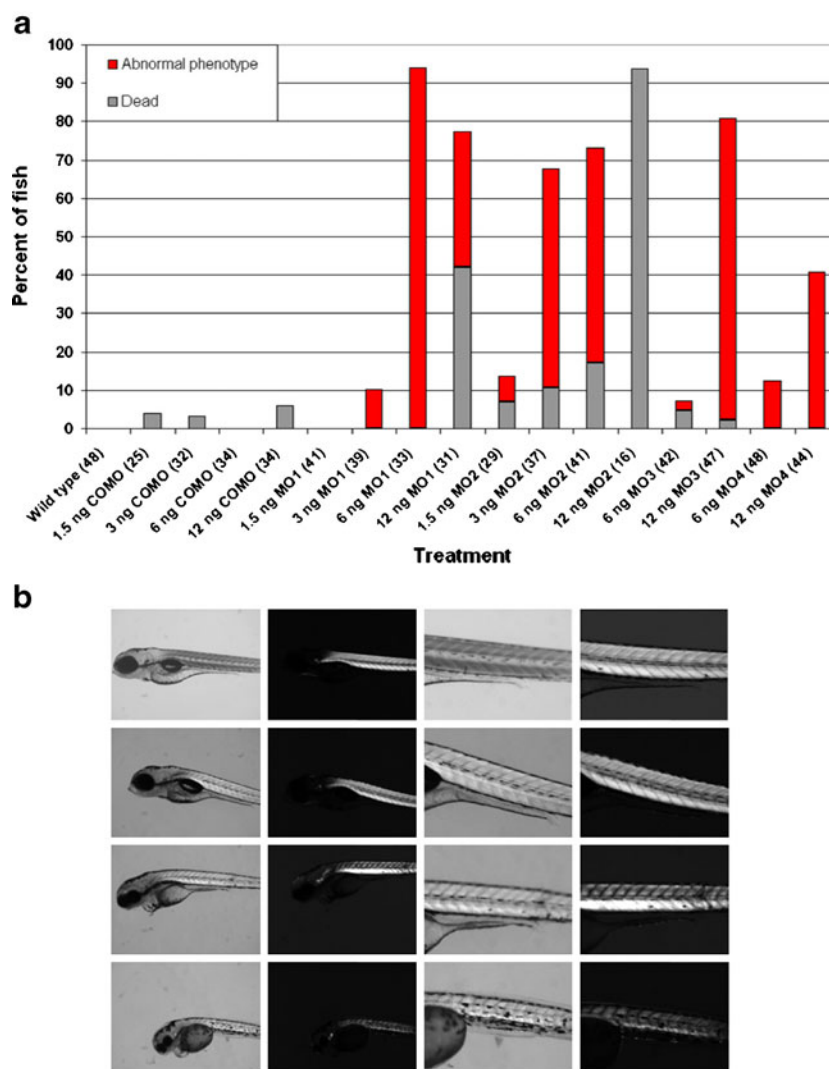 a
100
90
80
70
60
50
40
30
20
10
0
Percent of fish
Abnormal phenotype
Dead
Wild type (48)
1.5 ng COMO (25)
3 ng COMO (32)
6 ng COMO (34)
12 ng COMO (34)
1.5 ng MO1 (41)
3 ng MO1 (39)
6 ng MO1 (33)
12 ng MO1 (31)
1.5 ng MO2 (29)
3 ng MO2 (37)
6 ng MO2 (41)
12 ng MO2 (16)
6 ng MO3 (42)
12 ng MO3 (47)
6 ng MO4 (48)
12 ng MO4 (44)
Treatment
b